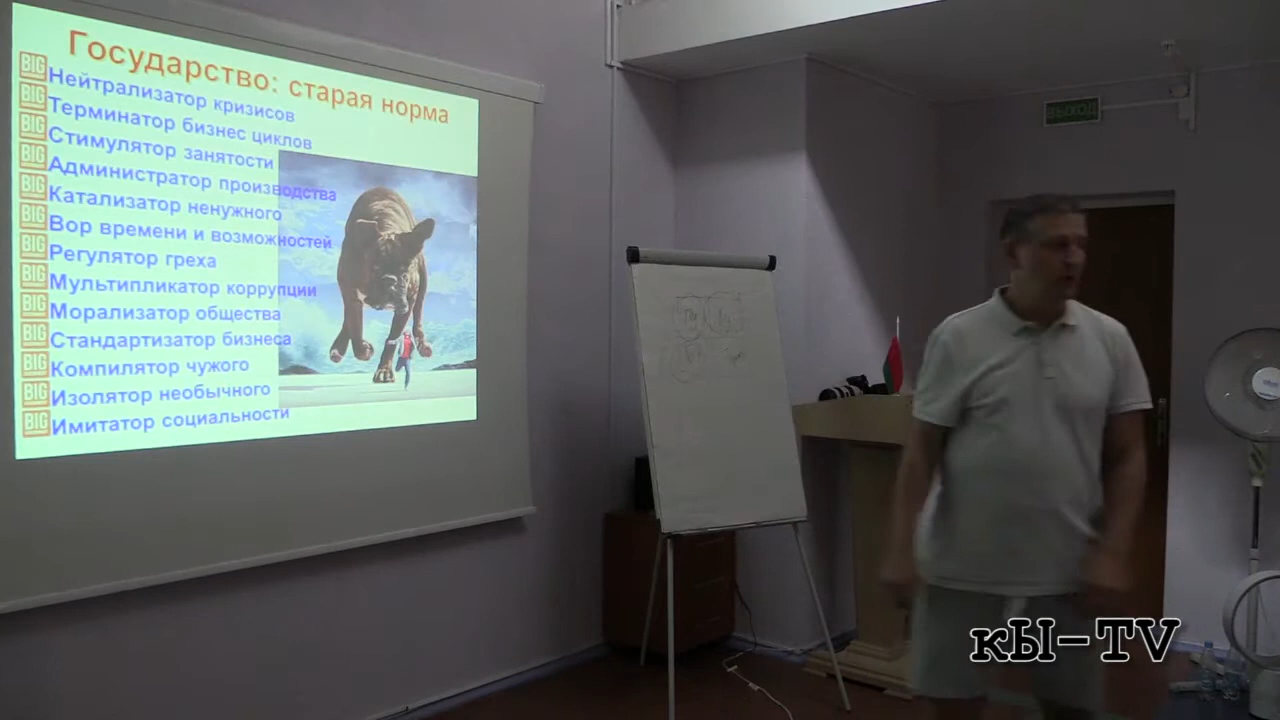 Государство: старая норма
BIG Нейтрализатор кризисов
BIG Терминатор бизнес циклов
BIG Стимулятор занятости
BIG Администратор производства
BIG Катализатор ненужного
BIG Вор времени и возможностей
BIG Регулятор греха
BIG Мультипликатор коррупции
BIG Морализатор общества
BIG Стандартизатор бизнеса
BIG Компилятор чужого
BIG Изолятор необычного
BIG Имитатор социальности
ВЫХОД
кЫ-TV